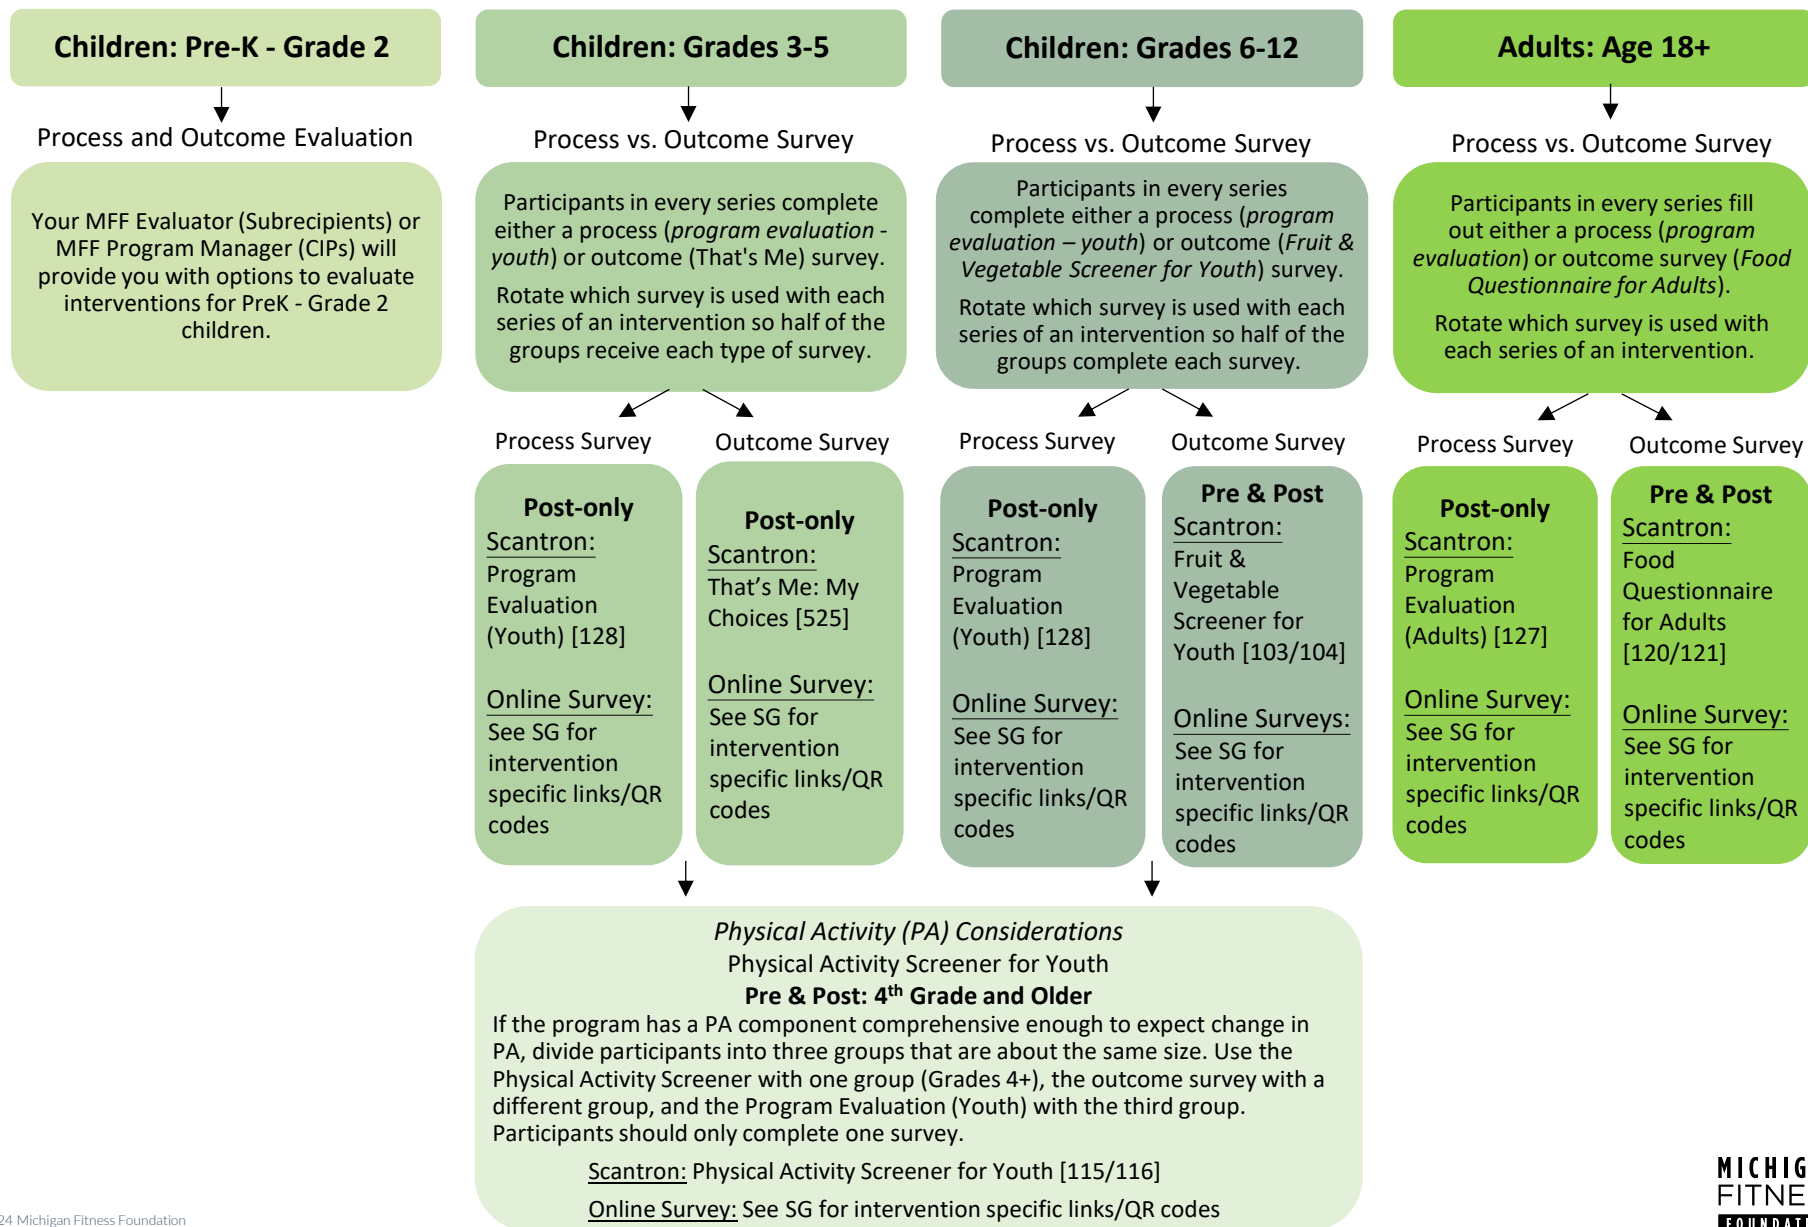 Children: Pre-K - Grade 2
Process and Outcome Evaluation
Your MFF Evaluator (Subrecipients) or
MFF Program Manager (CIPs) will
provide you with options to evaluate
interventions for PreK - Grade 2
children.
Children: Grades 3-5
Process vs. Outcome Survey
Participants in every series complete
either a process (program evaluation -
youth) or outcome (That's Me) survey.
Rotate which survey is used with each
series of an intervention so half of the
groups receive each type of survey.
Process Survey
Post-only
Scantron:
Program
Evaluation
(Youth) [128]
Online Survey:
See SG for
intervention
specific links/QR
codes
Outcome Survey
Post-only
Scantron:
That’s Me: My
Choices [525]
Online Survey:
See SG for
intervention
specific links/QR
codes
Children: Grades 6-12
Process vs. Outcome Survey
Participants in every series
complete either a process (program
evaluation – youth) or outcome (Fruit &
Vegetable Screener for Youth) survey.
Rotate which survey is used with each
series of an intervention so half of the
groups complete each survey.
Process Survey
Post-only
Scantron:
Program
Evaluation
(Youth) [128]
Online Survey:
See SG for
intervention
specific links/QR
codes
Outcome Survey
Pre & Post
Scantron:
Fruit &
Vegetable
Screener for
Youth [103/104]
Online Surveys:
See SG for
intervention
specific links/QR
codes
Adults: Age 18+
Process vs. Outcome Survey
Participants in every series fill
out either a process (program
evaluation) or outcome survey (Food
Questionnaire for Adults).
Rotate which survey is used with
each series of an intervention.
Process Survey
Post-only
Scantron:
Program
Evaluation
(Adults) [127]
Online Survey:
See SG for
intervention
specific links/QR
codes
Outcome Survey
Pre & Post
Scantron:
Food
Questionnaire
for Adults
[120/121]
Online Survey:
See SG for
intervention
specific links/QR
codes
Physical Activity (PA) Considerations
Physical Activity Screener for Youth
Pre & Post: 4th Grade and Older
If the program has a PA component comprehensive enough to expect change in
PA, divide participants into three groups that are about the same size. Use the
Physical Activity Screener with one group (Grades 4+), the outcome survey with a
different group, and the Program Evaluation (Youth) with the third group.
Participants should only complete one survey.
Scantron: Physical Activity Screener for Youth [115/116]
Online Survey: See SG for intervention specific links/QR codes
24 Michigan Fitness Foundation
MICHIG
FITNE
FOUNDAT